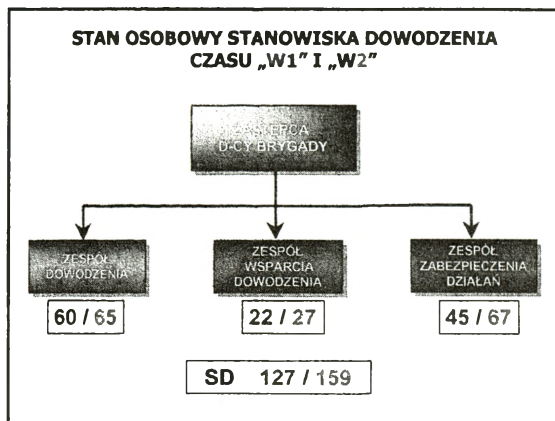 STAN OSOBOWY STANOWISKA DOWODZENIA
CZASU „W1” I „W2”
ZASTĘPCA
D-CY BRYGADY
ZESPÓŁ
DOWODZENIA
60 / 65
ZESPÓŁ
WSPARCIA
DOWODZENIA
22 / 27
ZESPÓŁ
ZABEZPIECZENIA
DZIAŁAŃ
45 / 67
SD 127 / 159